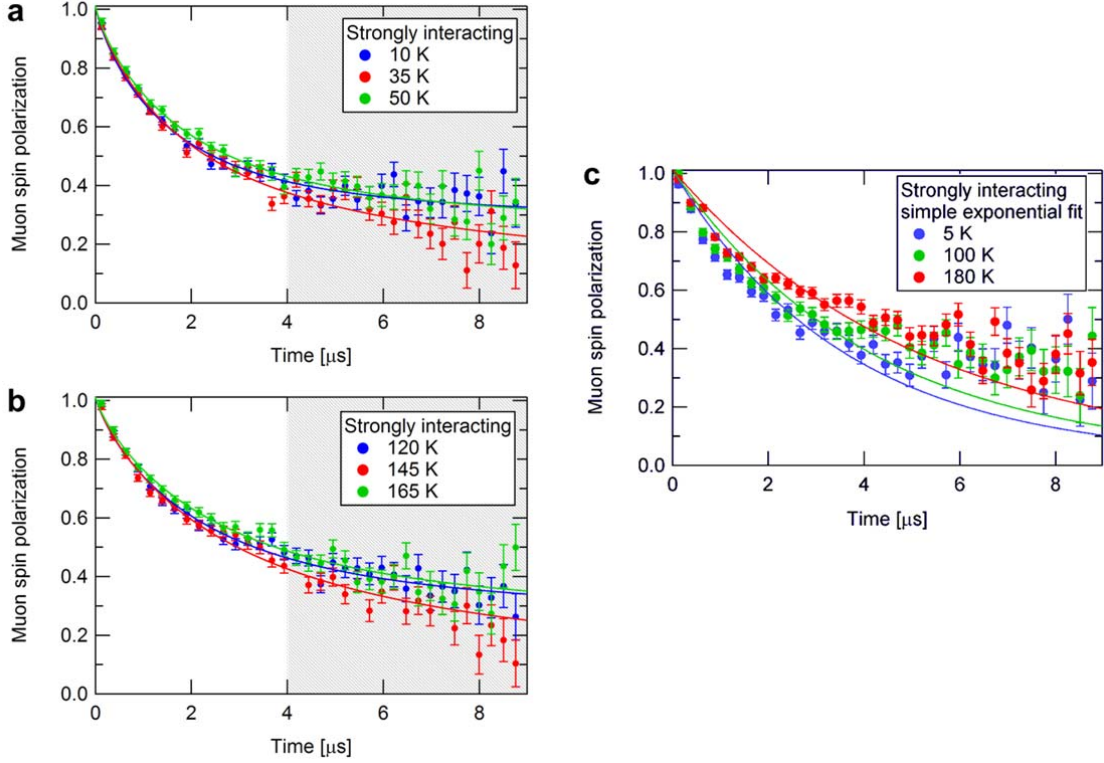 a
Muon spin polarization
1.0
0.8
0.6
0.4
0.2
0.0
Strongly interacting
10 K
35 K
50 K
0
2
4
6
8
Time [μs]
b
Muon spin polarization
1.0
0.8
0.6
0.4
0.2
0.0
Strongly interacting
120 K
145 K
165 K
0
2
4
6
8
Time [μs]
c
Muon spin polarization
1.0
0.8
0.6
0.4
0.2
0.0
Strongly interacting
simple exponential fit
5 K
100 K
180 K
0
2
4
6
8
Time [μs]